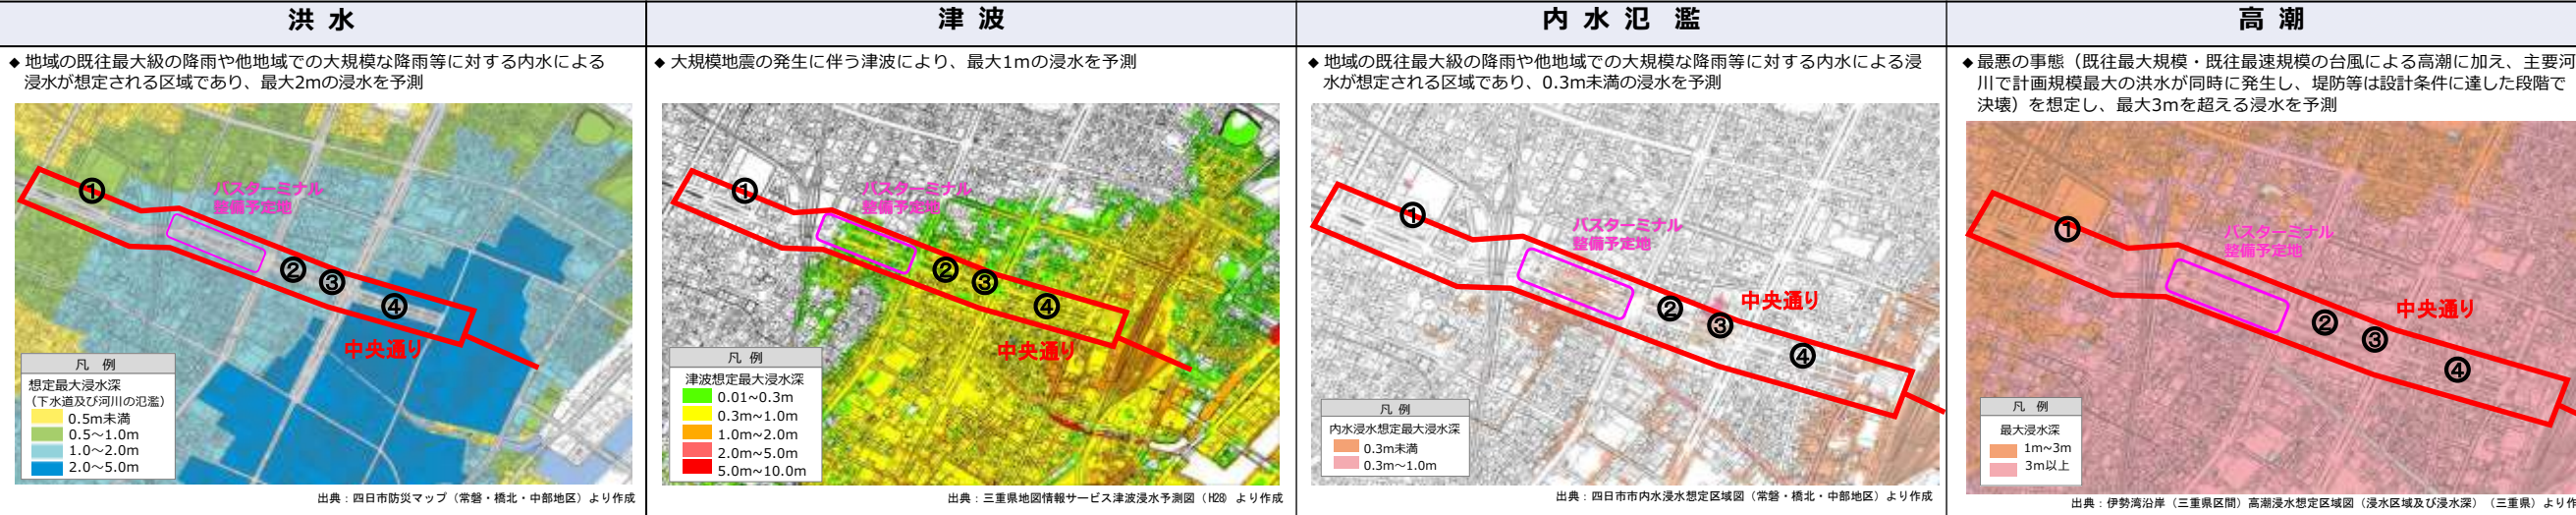 洪 水
◆ 地域の既往最大級の降雨や他地域での大規模な降雨等に対する内水による
浸水が想定される区域であり、最大2mの浸水を予測
①
バスターミナル
整備予定地
②
③
④
中央通り
凡 例
想定最大浸水深
（下水道及び河川の氾濫）
0.5m未満
0.5～1.0m
1.0～2.0m
2.0～5.0m
出典：四日市防災マップ（常磐・橋北・中部地区）より作成
津 波
◆ 大規模地震の発生に伴う津波により、最大1mの浸水を予測
①
バスターミナル
整備予定地
②
③
④
中央通り
凡 例
津波想定最大浸水深
0.01~0.3m
0.3m~1.0m
1.0m~2.0m
2.0m~5.0m
5.0m~10.0m
出典：三重県地図情報サービス津波浸水予測図（H28）より作成
内 水 氾 濫
◆ 地域の既往最大級の降雨や他地域での大規模な降雨等に対する内水による浸
水が想定される区域であり、0.3m未満の浸水を予測
①
バスターミナル
整備予定地
②
③
④
中央通り
凡 例
内水浸水想定最大浸水深
0.3m未満
0.3m～1.0m
出典：四日市市内水浸水想定区域図（常磐・橋北・中部地区）より作成
高 潮
◆ 最悪の事態（既往最大規模・既往最速規模の台風による高潮に加え、主要河
川で計画規模最大の洪水が同時に発生し、堤防等は設計条件に達した段階で
決壊）を想定し、最大3mを超える浸水を予測
①
バスターミナル
整備予定地
②
③
④
中央通り
凡 例
最大浸水深
1m~3m
3m以上
出典：伊勢湾沿岸（三重県区間）高潮浸水想定区域図（浸水区域及び浸水深）（三重県）より作